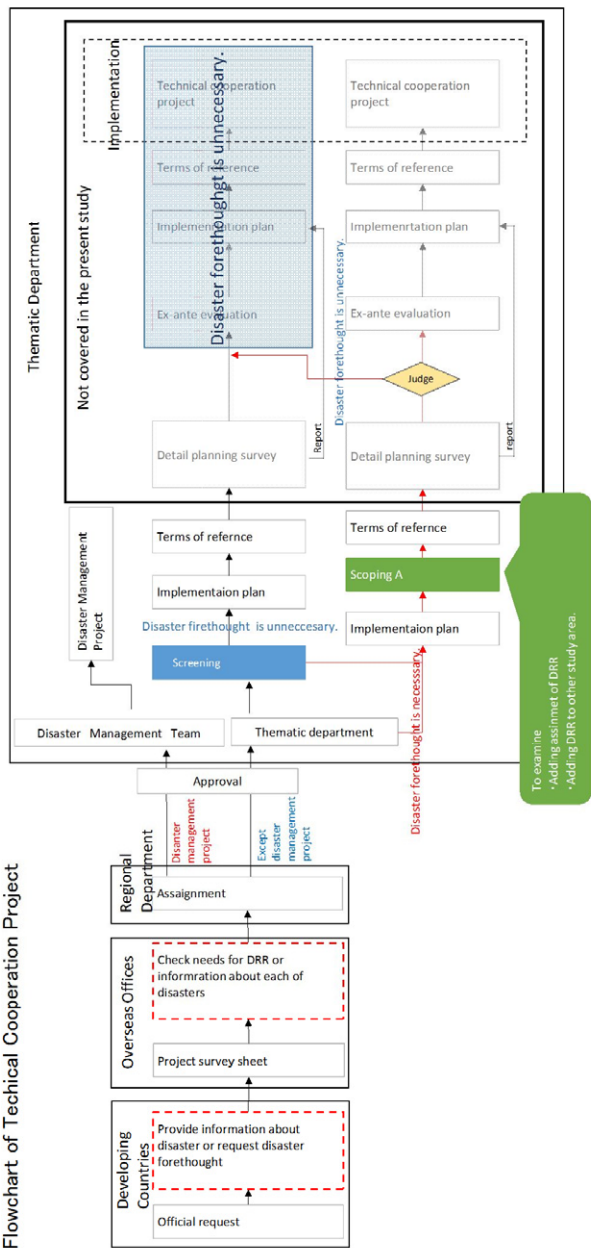 Flowchart of Techical Cooperation Project
Thematic Department
Not covered in the present study
Implementation
Technical cooperation
project
Terms of reference
Implementation plan
Ex-ante evaluation
Disaster forethoughgt is unnecessary.
Technical cooperation
project
Terms of reference
Implemenrtation plan
Ex-ante evaluation
Disaster forethought is unnecessary.
Judge
Report
report
Detail planning survey
Detail planning survey
Disaster Management
Project
Terms of refernce
Implementaion plan
Disaster firethought is unneccesary.
Screening
Terms of refernce
Scoping A
Implementaion plan
Disaster forethought is necesssary.
To examine
・Adding assinmet of DRR
・Adding DRR to other study area.
Disaster Management Team
Thematic department
Approval
Disanter
management
project
Except
disaster
management
project
Regional
Department
Assaignment
Overseas Offices
Check needs for DRR or
informration about each of
disasters
Project survey sheet
Developing
Countries
Provide information about
disaster or request disaster
forethought
Official request